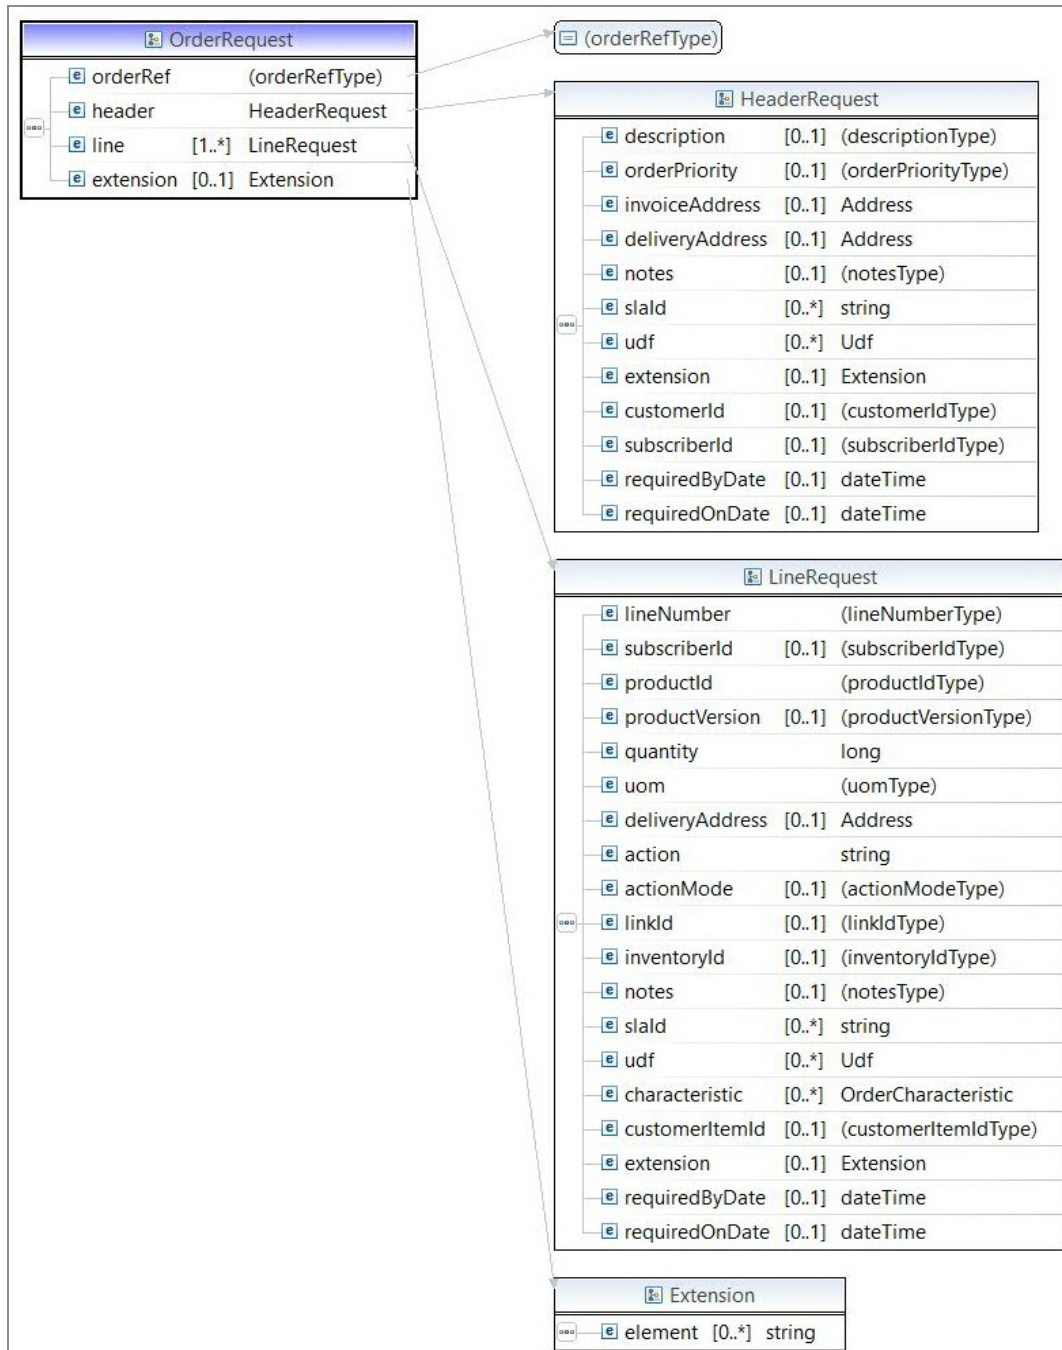 OrderRequest
orderRef (orderRefType)
header HeaderRequest
line [1..*] LineRequest
extension [0..1] Extension
(orderRefType)
HeaderRequest
description [0..1] (descriptionType)
orderPriority [0..1] (orderPriorityType)
invoiceAddress [0..1] Address
deliveryAddress [0..1] Address
notes [0..1] (notesType)
slaId [0..*] string
udf [0..*] Udf
extension [0..1] Extension
customerId [0..1] (customerIdType)
subscriberId [0..1] (subscriberIdType)
requiredByDate [0..1] dateTime
requiredOnDate [0..1] dateTime
LineRequest
lineNumber (lineNumberType)
subscriberId [0..1] (subscriberIdType)
productId (productIdType)
productVersion [0..1] (productVersionType)
quantity long
uom (uomType)
deliveryAddress [0..1] Address
action string
actionMode [0..1] (actionModeType)
linkId [0..1] (linkIdType)
inventoryId [0..1] (inventoryIdType)
notes [0..1] (notesType)
slaId [0..*] string
udf [0..*] Udf
characteristic [0..*] OrderCharacteristic
customerItemId [0..1] (customerItemIdType)
extension [0..1] Extension
requiredByDate [0..1] dateTime
requiredOnDate [0..1] dateTime
Extension
element [0..*] string